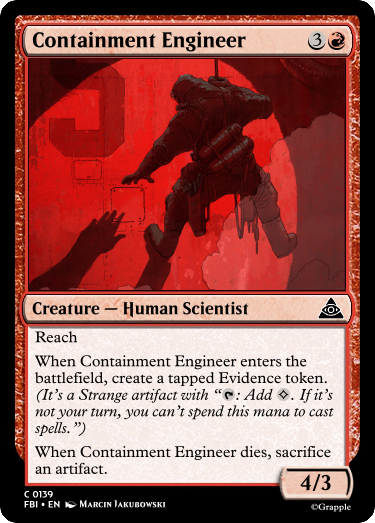 Containment Engineer 3
5
Creature — Human Scientist
Reach
When Containment Engineer enters the
battlefield, create a tapped Evidence token.
(It's a Strange artifact with “: Add . If it's
not your turn, you can't spend this mana to cast
spells.”)
When Containment Engineer dies, sacrifice
an artifact.
4/3
C 0139
FBI • EN Marcin Jakubowski
©Grapple